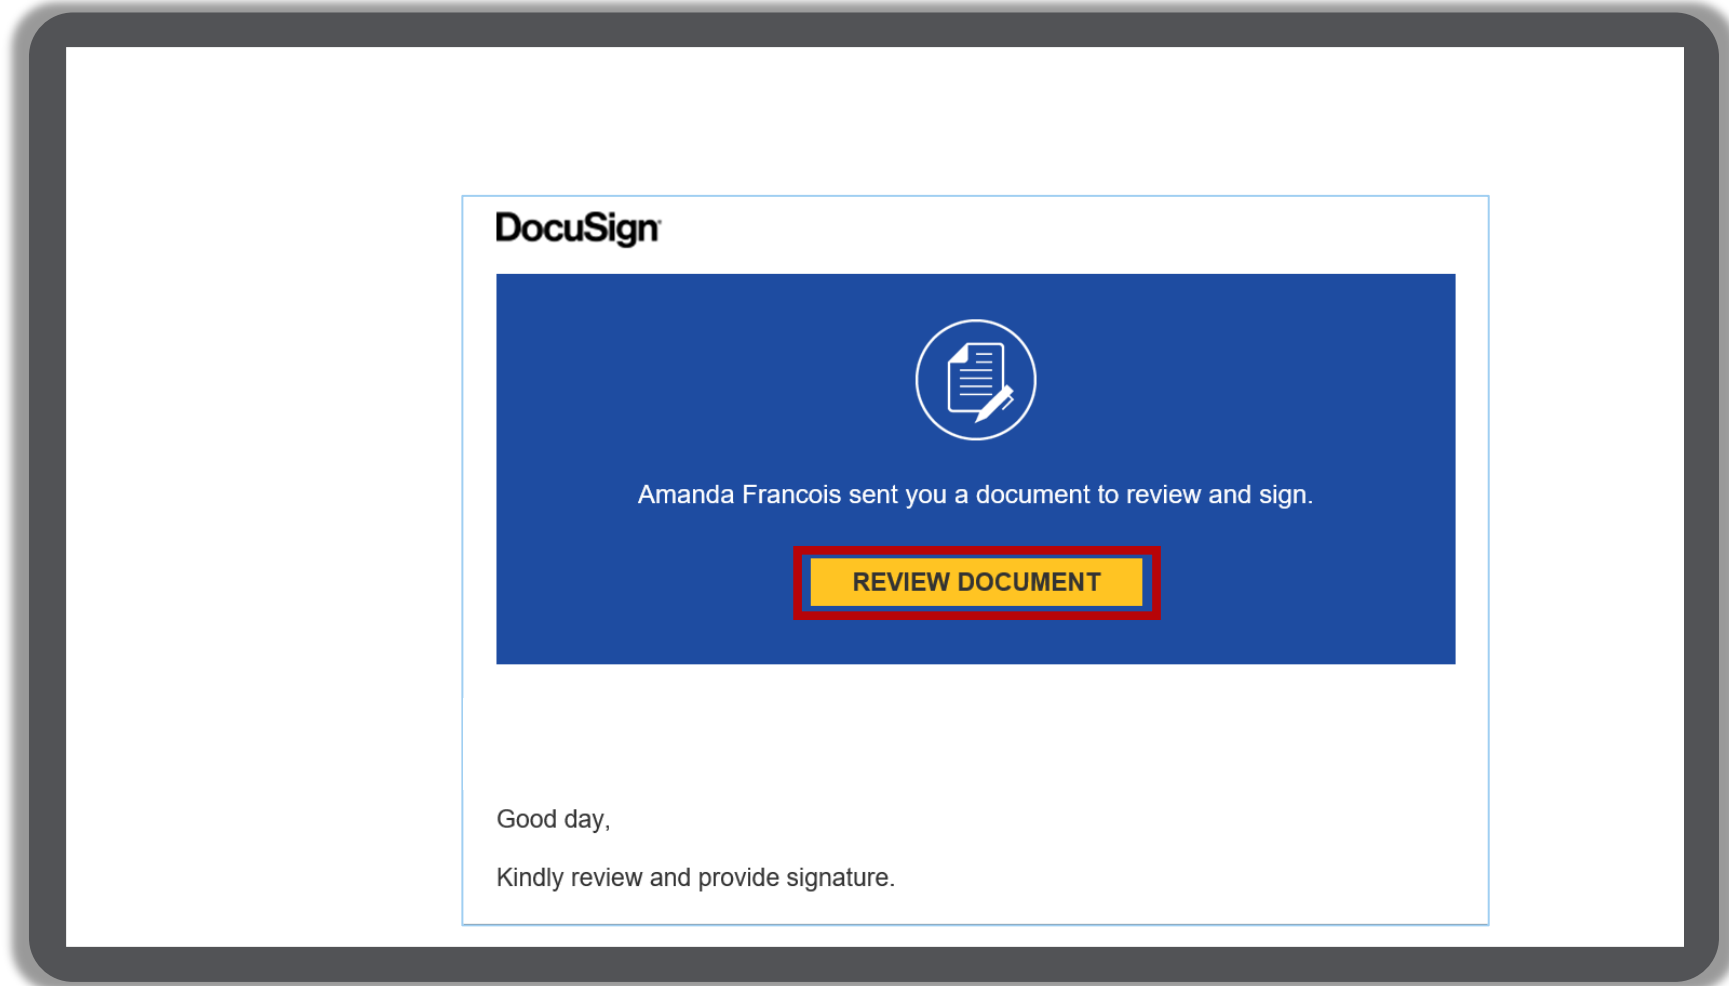 DocuSign
Amanda Francois sent you a document to review and sign.
REVIEW DOCUMENT
Good day,
Kindly review and provide signature.